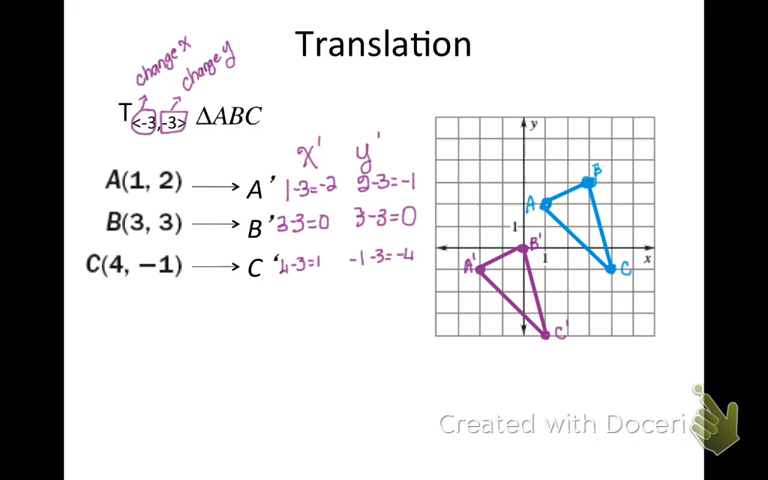 Translation
change x
change y
T<-3,-3> ΔABC
x' y'
A(1, 2) → A' 1-3=-2 2-3=-1
B(3, 3) → B' 3-3=0 3-3=0
C(4, −1) → C' 4-3=1 -1-3=-4
y
B
A
1
B'
1
x
A'
C
C'
Created with Doceri